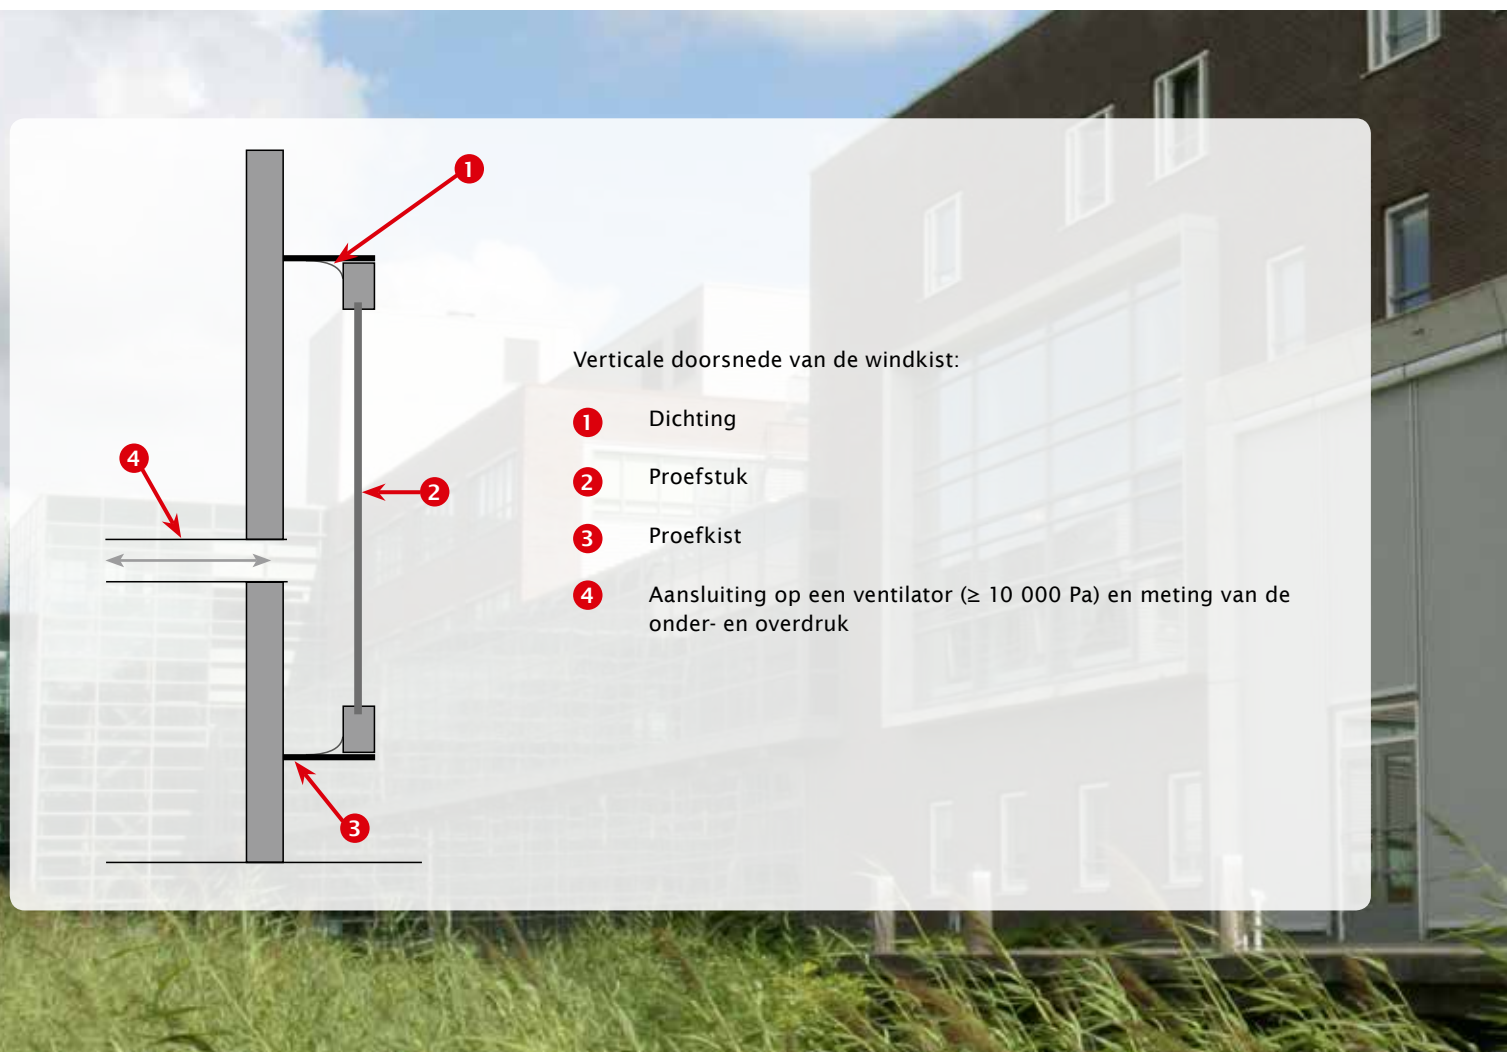 1
4
2
3
Verticale doorsnede van de windkist:
1 Dichting
2 Proefstuk
3 Proefkist
4 Aansluiting op een ventilator (≥ 10 000 Pa) en meting van de
onder- en overdruk